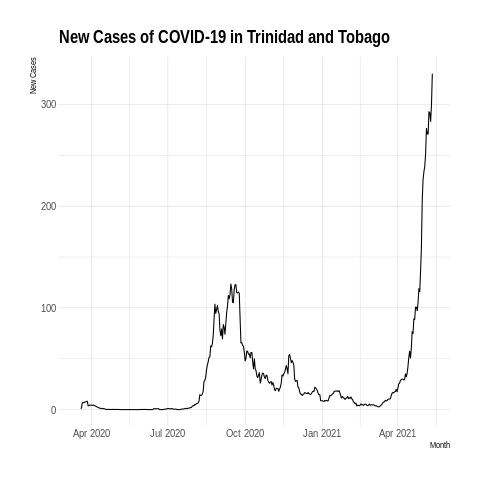 New Cases of COVID-19 in Trinidad and Tobago
New Cases
300
200
100
0
Apr 2020 Jul 2020 Oct 2020 Jan 2021 Apr 2021
Month